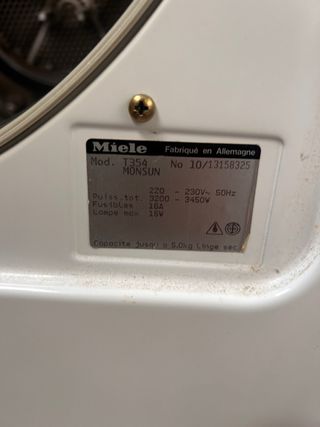 Miele Fabriqué en Allemagne
Mod. T354 No 10/13158325
MONSUN
220 - 230V~ 50Hz
Puiss.tot. 3200 - 3450W
Fusibles 16A
Lampe max 15W
Capacite jusqu'a 5.0kg linge sec